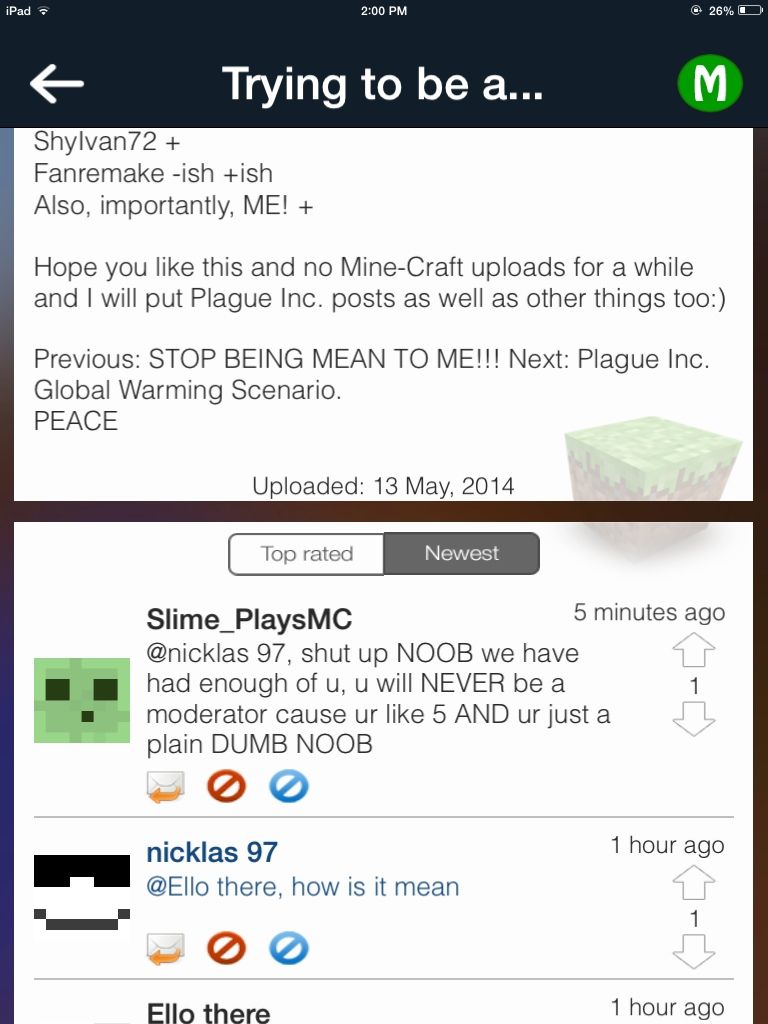 iPad 2:00 PM 26%
Trying to be a... M
ShyIvan72 +
Fanremake -ish +ish
Also, importantly, ME! +
Hope you like this and no Mine-Craft uploads for a while
and I will put Plague Inc. posts as well as other things too:)
Previous: STOP BEING MEAN TO ME!!! Next: Plague Inc.
Global Warming Scenario.
PEACE
Uploaded: 13 May, 2014
Top rated Newest
Slime_PlaysMC 5 minutes ago
@nicklas 97, shut up NOOB we have
had enough of u, u will NEVER be a
moderator cause ur like 5 AND ur just a
plain DUMB NOOB
1
nicklas 97 1 hour ago
@Ello there, how is it mean
1
Ello there 1 hour ago